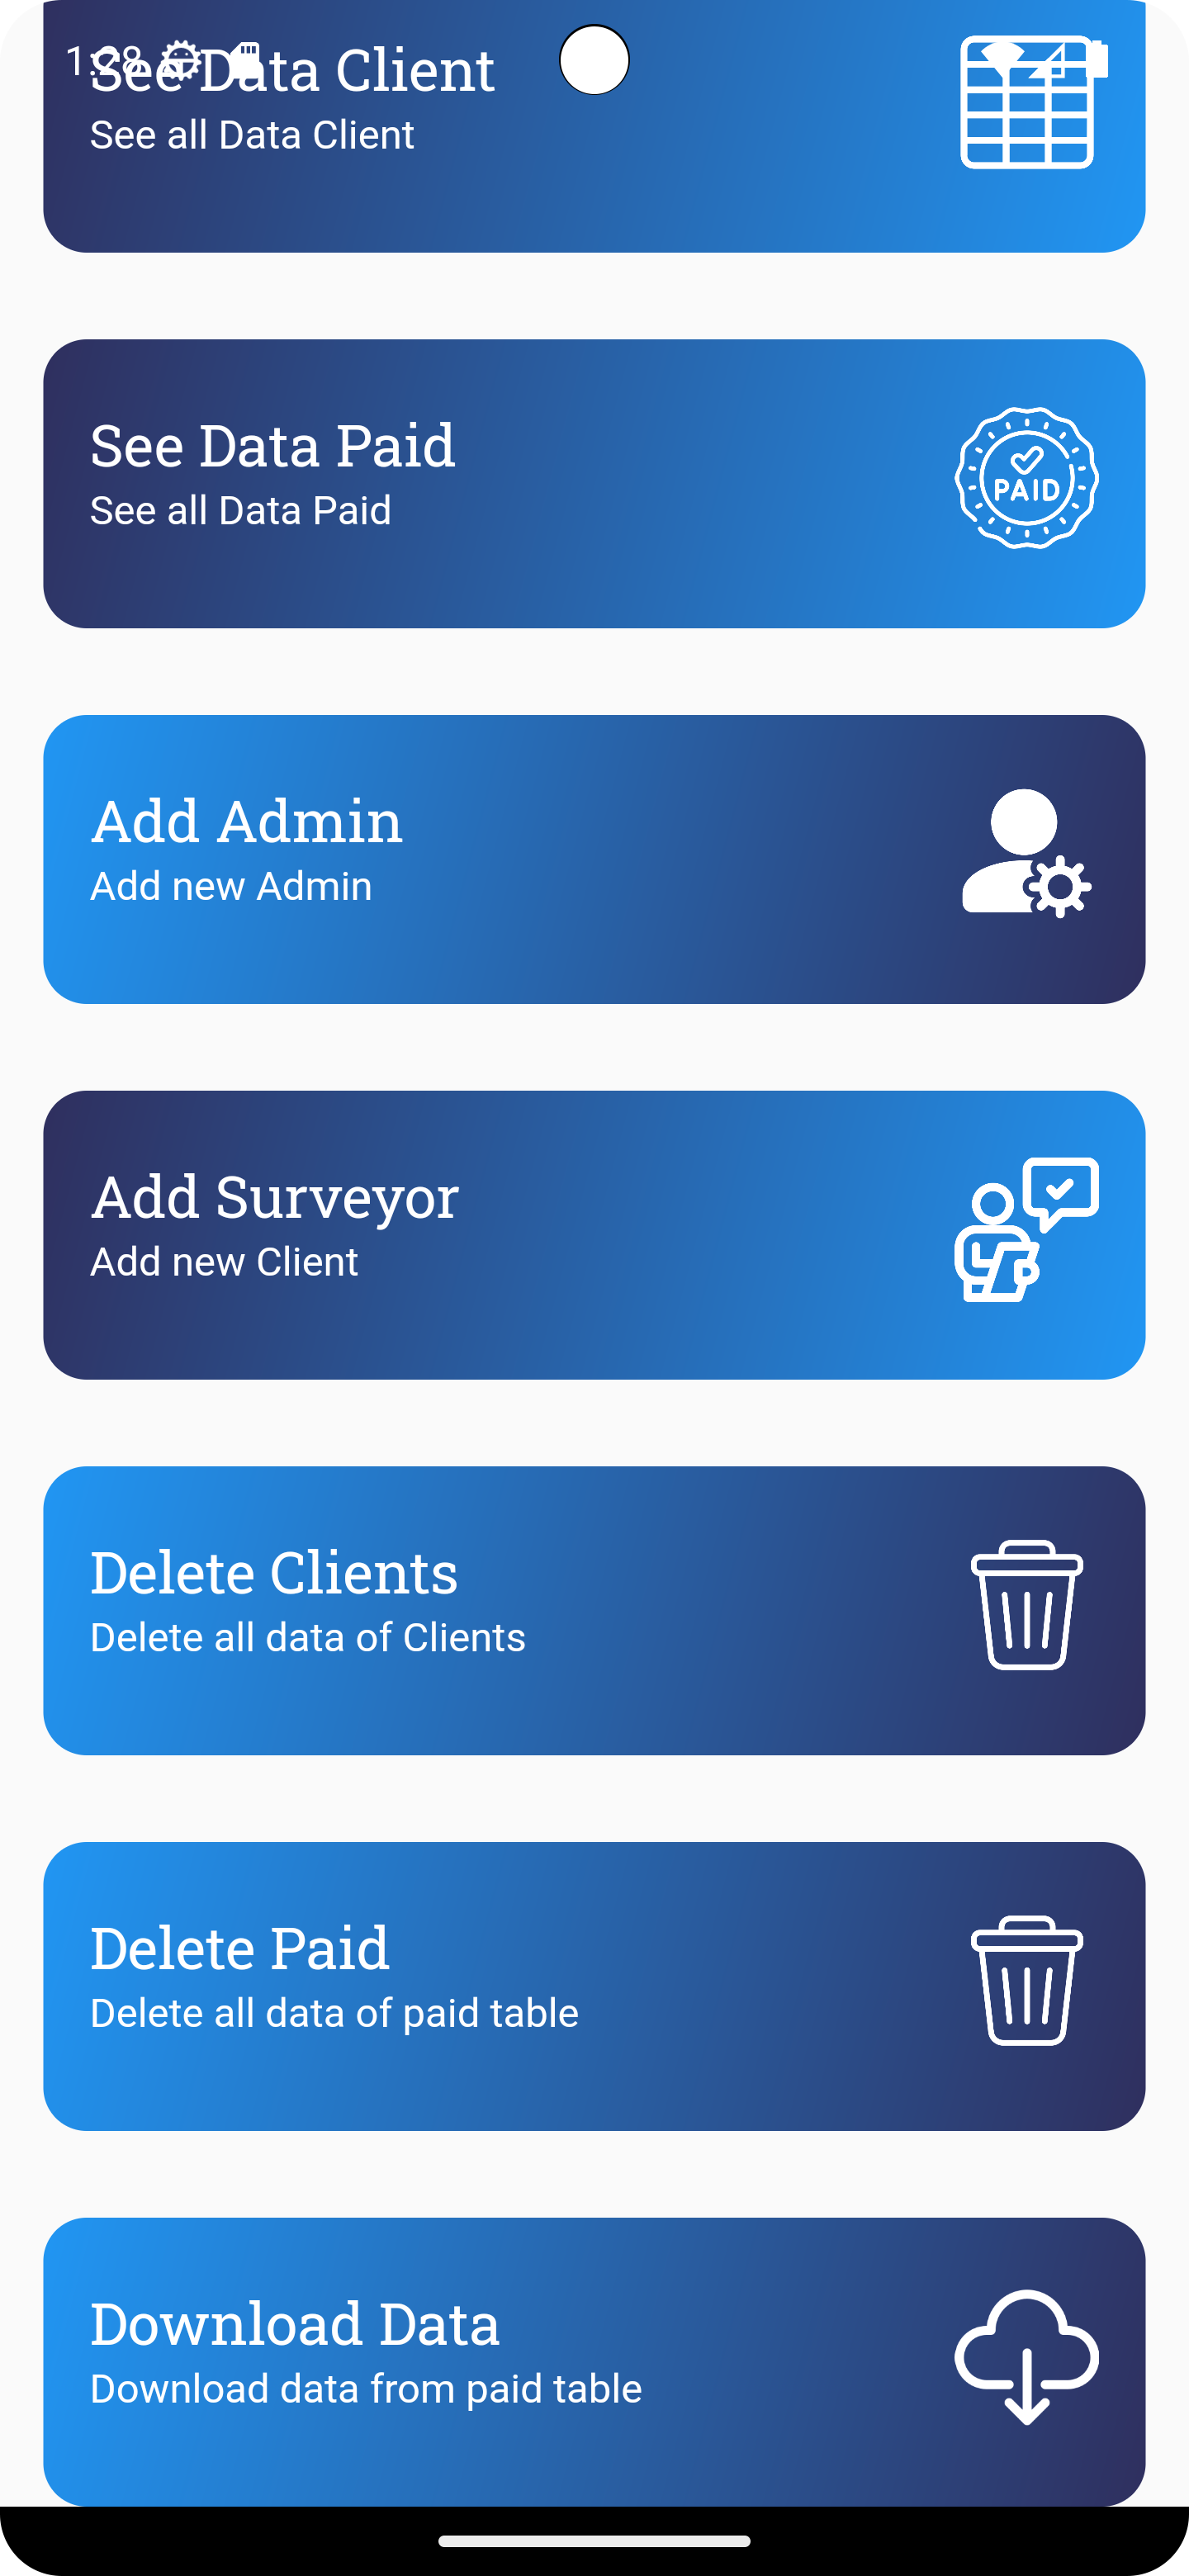 1:28
See Data Client
See all Data Client
See Data Paid
See all Data Paid
PAID
Add Admin
Add new Admin
Add Surveyor
Add new Client
Delete Clients
Delete all data of Clients
Delete Paid
Delete all data of paid table
Download Data
Download data from paid table